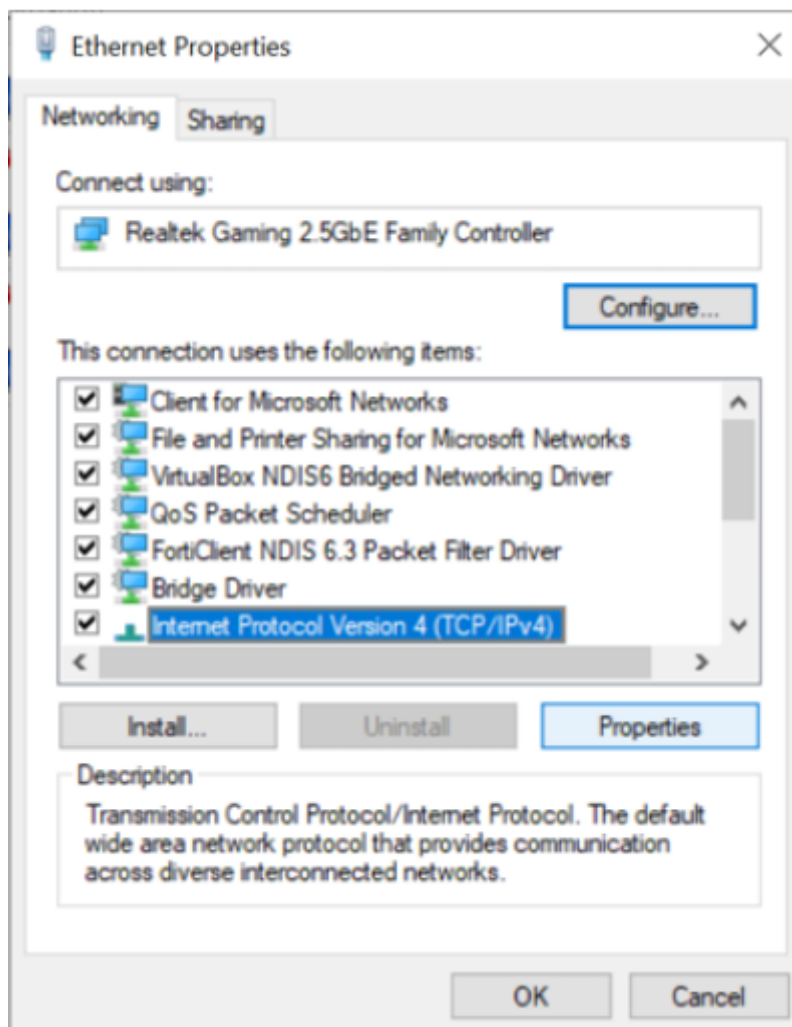 Ethernet Properties
Networking
Sharing
Connect using:
Realtek Gaming 2.5GbE Family Controller
Configure...
This connection uses the following items:
Client for Microsoft Networks
File and Printer Sharing for Microsoft Networks
VirtualBox NDIS6 Bridged Networking Driver
QoS Packet Scheduler
FortiClient NDIS 6.3 Packet Filter Driver
Bridge Driver
Internet Protocol Version 4 (TCP/IPv4)
Install...
Uninstall
Properties
Description
Transmission Control Protocol/Internet Protocol. The default
wide area network protocol that provides communication
across diverse interconnected networks.
OK
Cancel